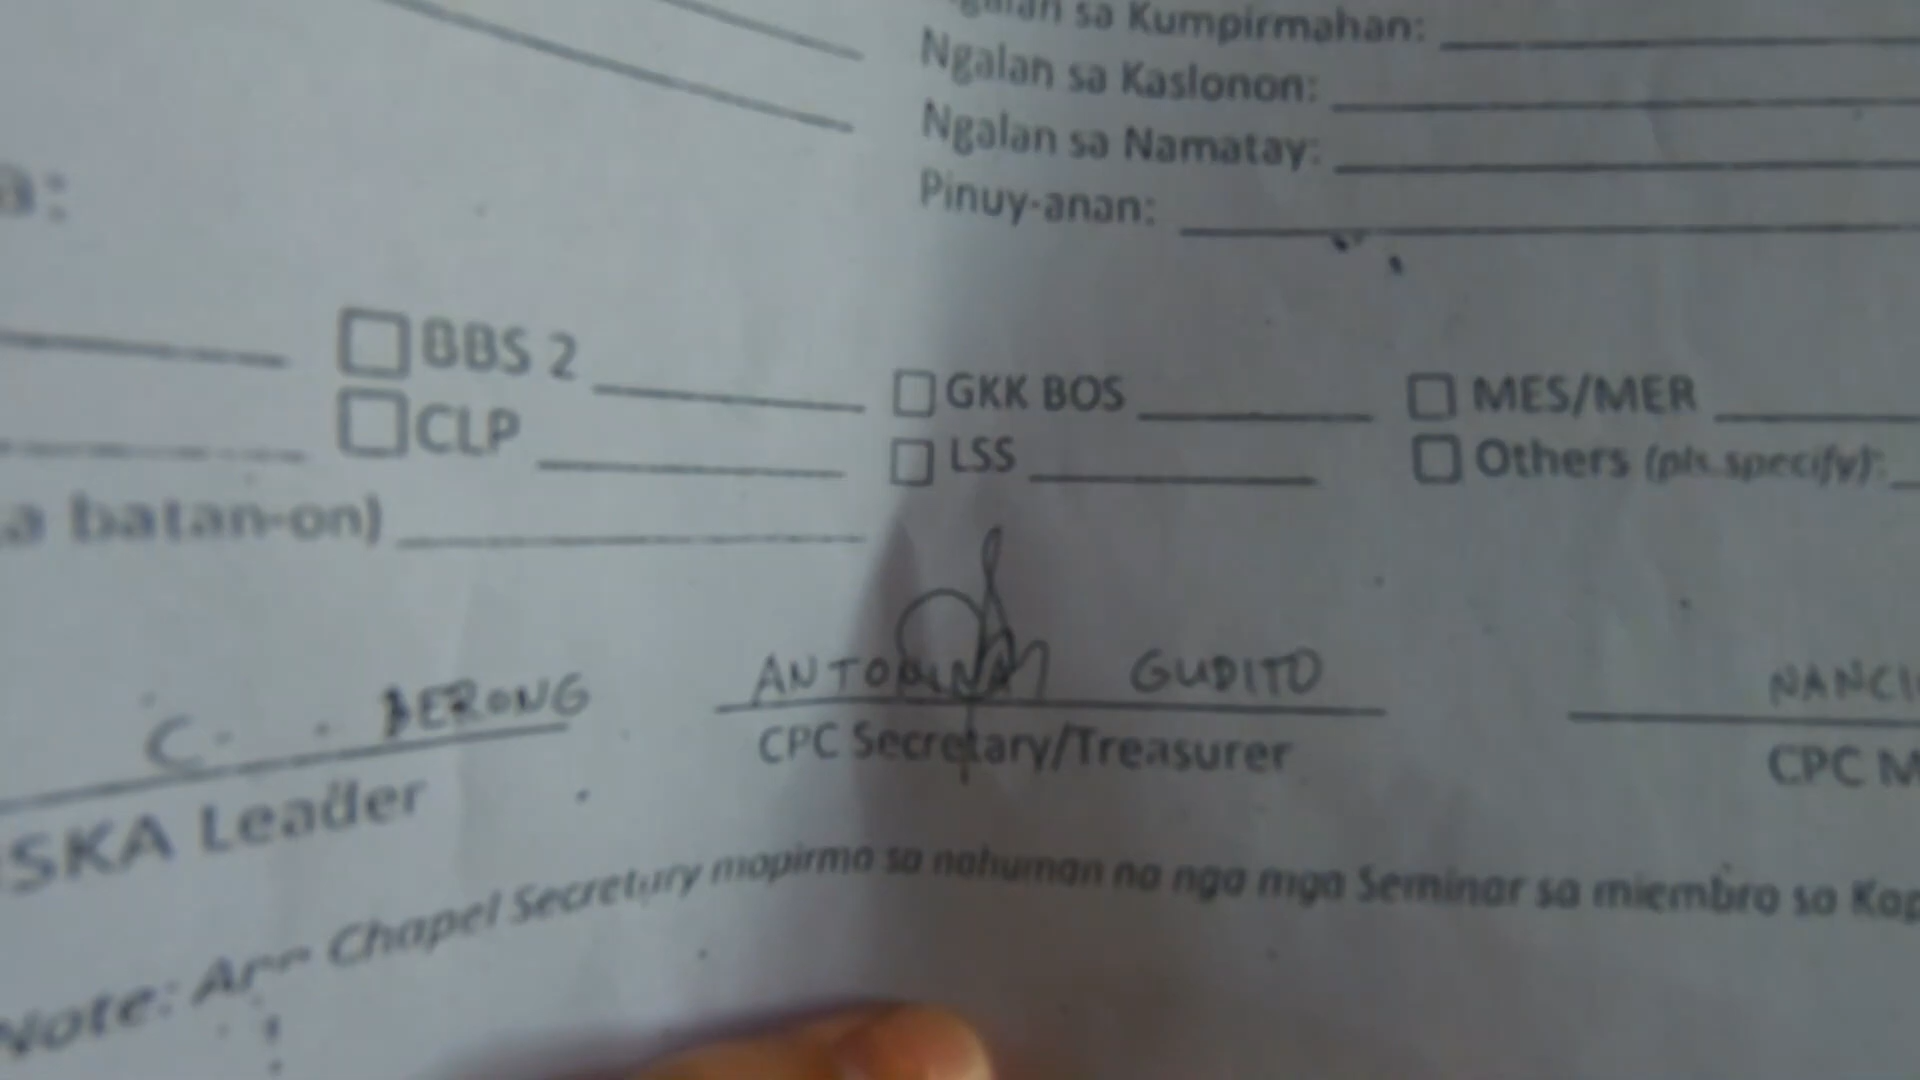 sa Kumpirmahan:
Ngalan sa Kaslonon:
Ngalan sa Namatay:
Pinuy-anan:
BBS 2
GKK BOS
MES/MER
CLP
LSS
Others (pls. specify):
a batan-on)
C. BERONG
ANTONINA GUDITO
SKA Leader
CPC Secretary/Treasurer
Note: Chapel Secretary mopirma sa nahuman na nga mga Seminar sa miembro sa